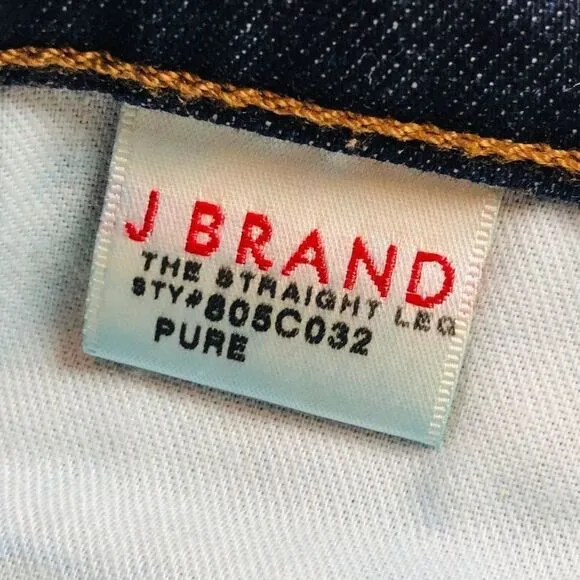 J BRAND
THE STRAIGHT LEG
STY#805C032
PURE